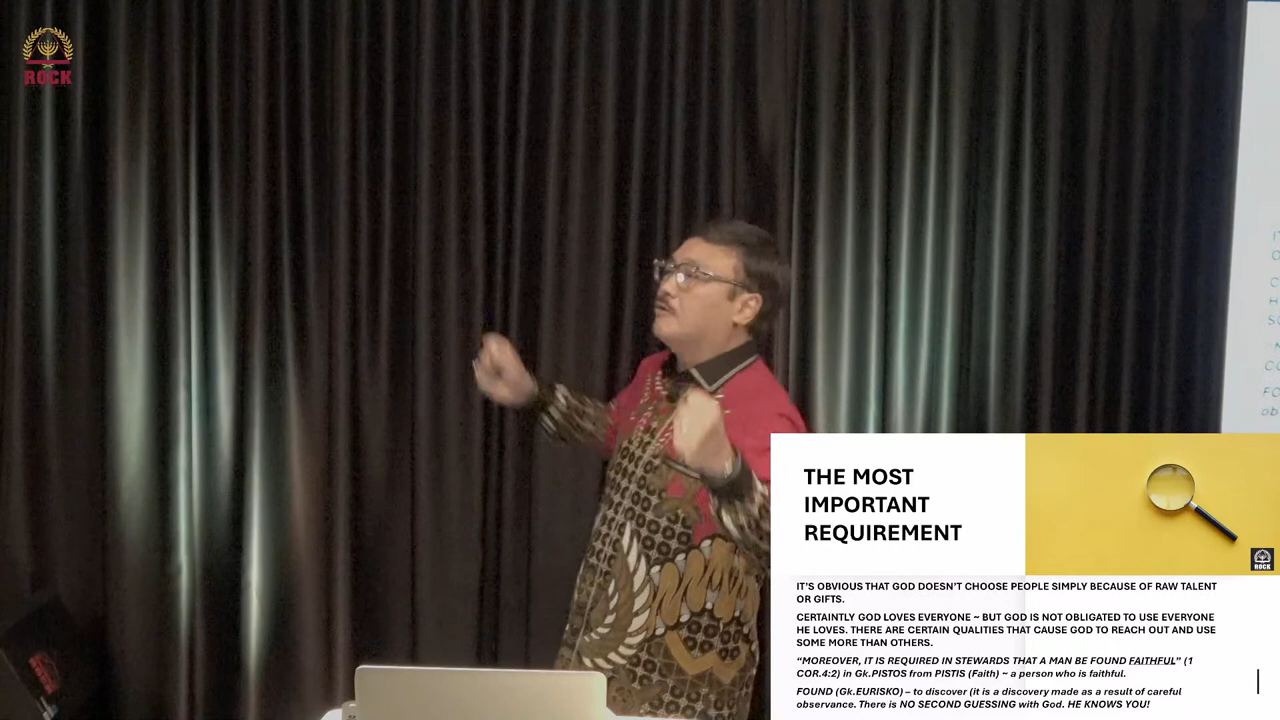 ROCK
THE MOST
IMPORTANT
REQUIREMENT
ROCK
IT'S OBVIOUS THAT GOD DOESN'T CHOOSE PEOPLE SIMPLY BECAUSE OF RAW TALENT
OR GIFTS.
CERTAINTLY GOD LOVES EVERYONE ~ BUT GOD IS NOT OBLIGATED TO USE EVERYONE
HE LOVES. THERE ARE CERTAIN QUALITIES THAT CAUSE GOD TO REACH OUT AND USE
SOME MORE THAN OTHERS.
“MOREOVER, IT IS REQUIRED IN STEWARDS THAT A MAN BE FOUND FAITHFUL” (1
COR.4:2) in Gk.PISTOS from PISTIS (Faith) ~ a person who is faithful.
FOUND (Gk.EURISKO) – to discover (it is a discovery made as a result of careful
observance. There is NO SECOND GUESSING with God. HE KNOWS YOU!